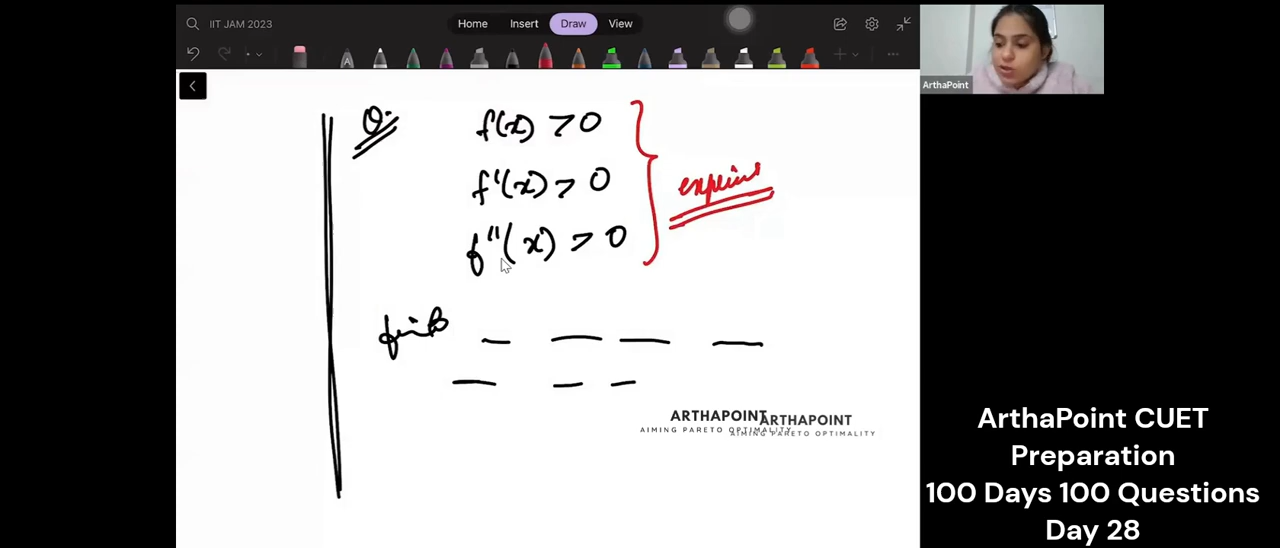 IIT JAM 2023
Home Insert Draw View
Q.
f(x) > 0
f'(x) > 0
f''(x) > 0
find
ArthaPoint
ARTHAPOINT
AIMING PARETO OPTIMALITY
ARTHAPOINT
AIMING PARETO OPTIMALITY
ArthaPoint CUET
Preparation
100 Days 100 Questions
Day 28